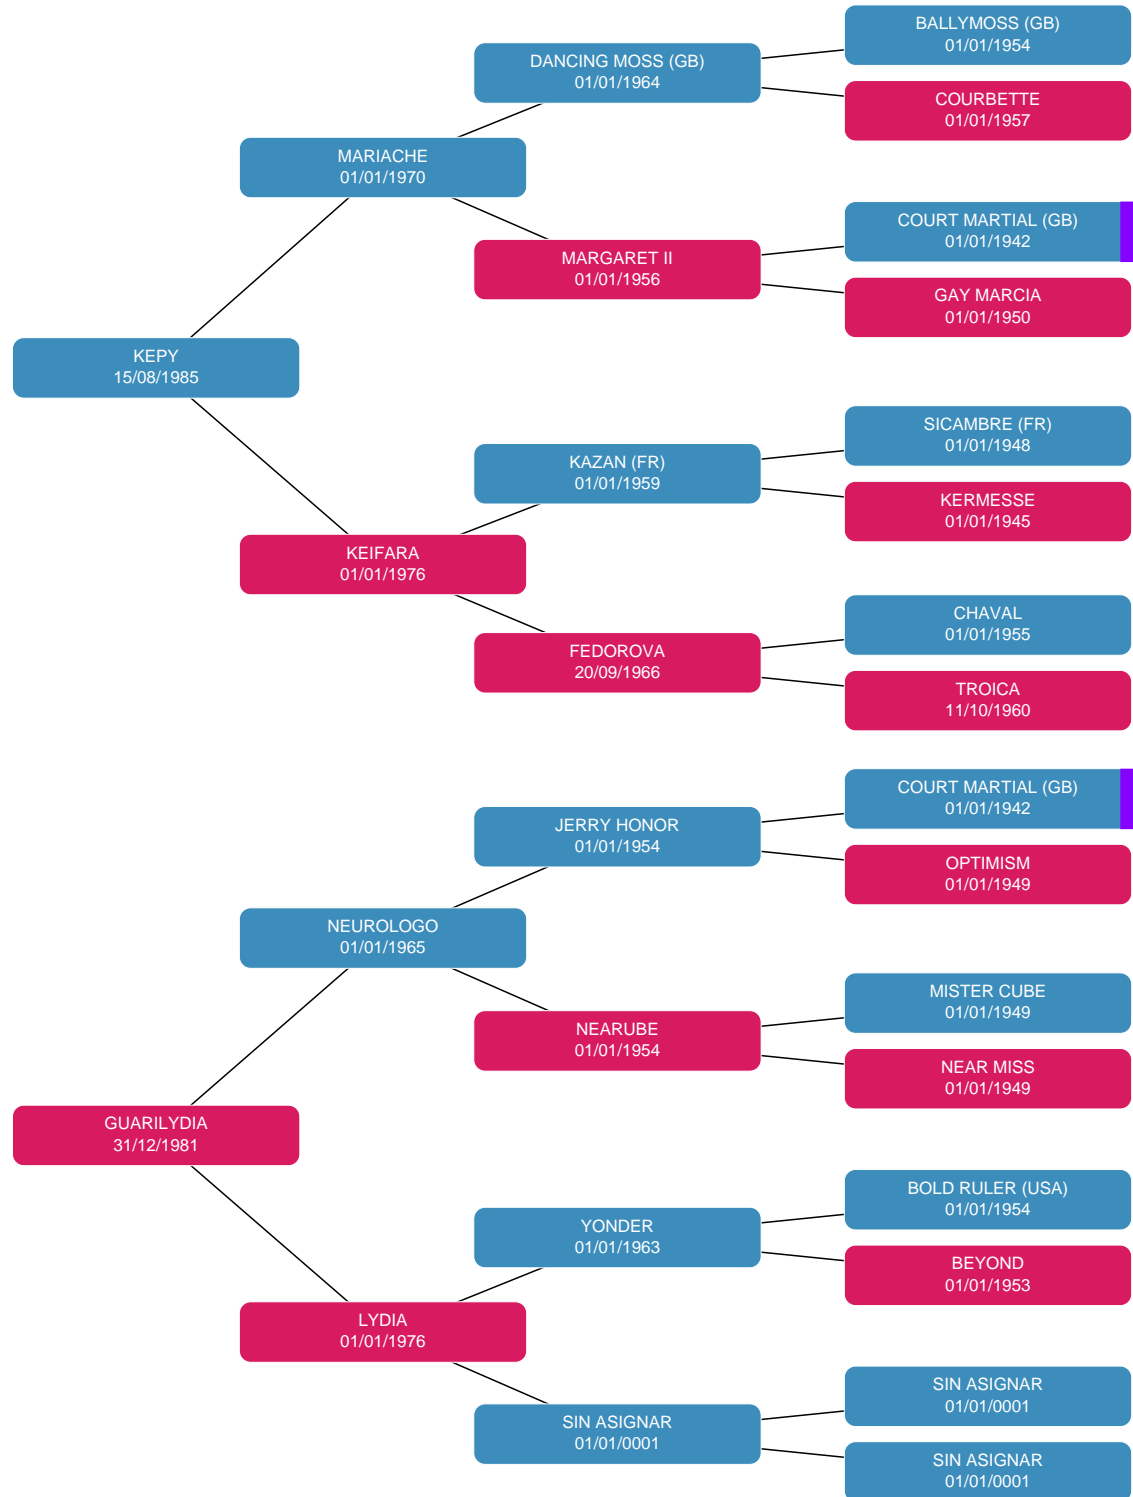 BALLYMOSS (GB)
01/01/1954
DANCING MOSS (GB)
01/01/1964
COURBETTE
01/01/1957
MARIACHE
01/01/1970
COURT MARTIAL (GB)
01/01/1942
MARGARET II
01/01/1956
GAY MARCIA
01/01/1950
KEPY
15/08/1985
SICAMBRE (FR)
01/01/1948
KAZAN (FR)
01/01/1959
KERMESSE
01/01/1945
KEIFARA
01/01/1976
CHAVAL
01/01/1955
FEDOROVA
20/09/1966
TROICA
11/10/1960
COURT MARTIAL (GB)
01/01/1942
JERRY HONOR
01/01/1954
OPTIMISM
01/01/1949
NEUROLOGO
01/01/1965
MISTER CUBE
01/01/1949
NEARUBE
01/01/1954
NEAR MISS
01/01/1949
GUARILYDIA
31/12/1981
BOLD RULER (USA)
01/01/1954
YONDER
01/01/1963
BEYOND
01/01/1953
LYDIA
01/01/1976
SIN ASIGNAR
01/01/0001
SIN ASIGNAR
01/01/0001
SIN ASIGNAR
01/01/0001